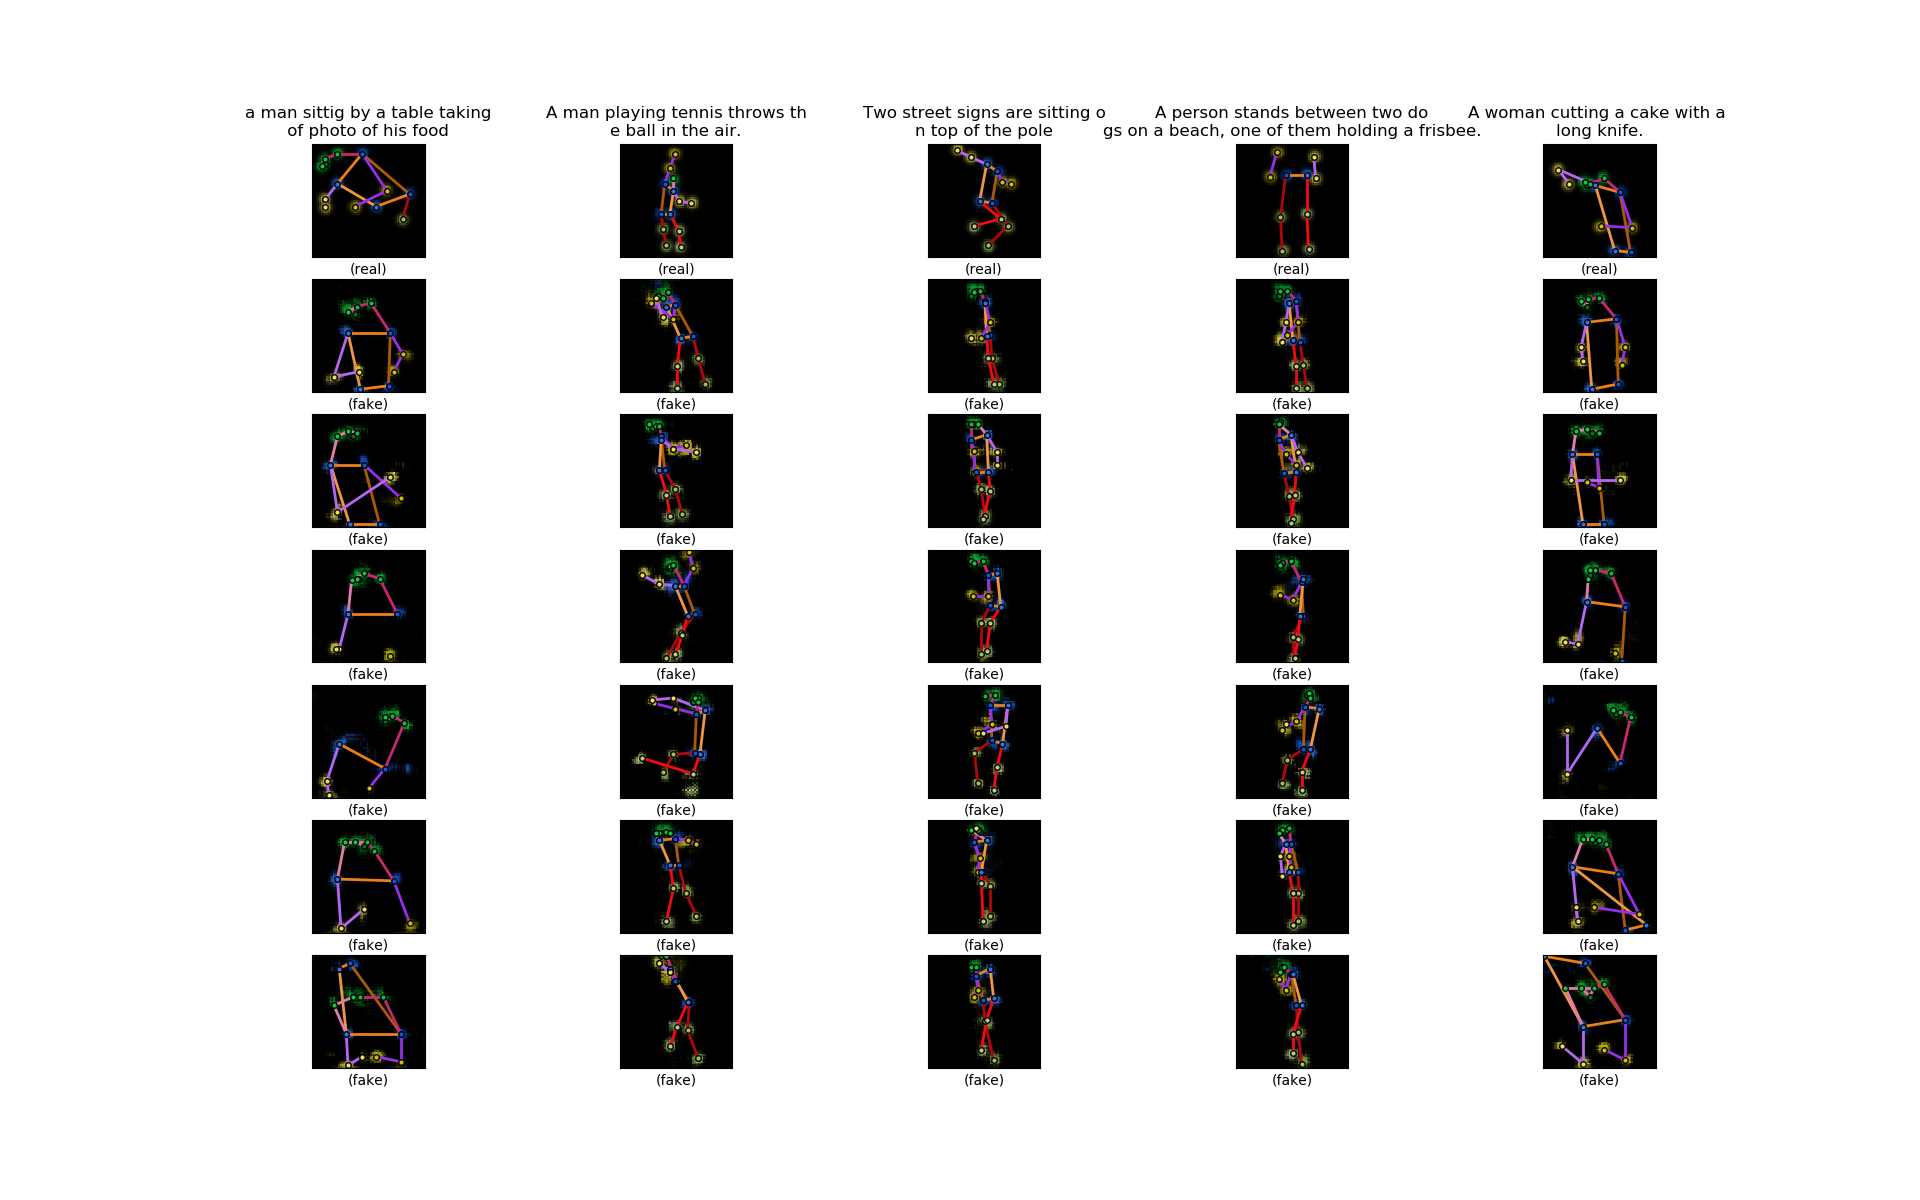 a man sittig by a table taking
of photo of his food
A man playing tennis throws th
e ball in the air.
Two street signs are sitting o
n top of the pole
A person stands between two do
gs on a beach, one of them holding a frisbee.
A woman cutting a cake with a
long knife.
(real) (real) (real) (real) (real)
(fake) (fake) (fake) (fake) (fake)
(fake) (fake) (fake) (fake) (fake)
(fake) (fake) (fake) (fake) (fake)
(fake) (fake) (fake) (fake) (fake)
(fake) (fake) (fake) (fake) (fake)
(fake) (fake) (fake) (fake) (fake)